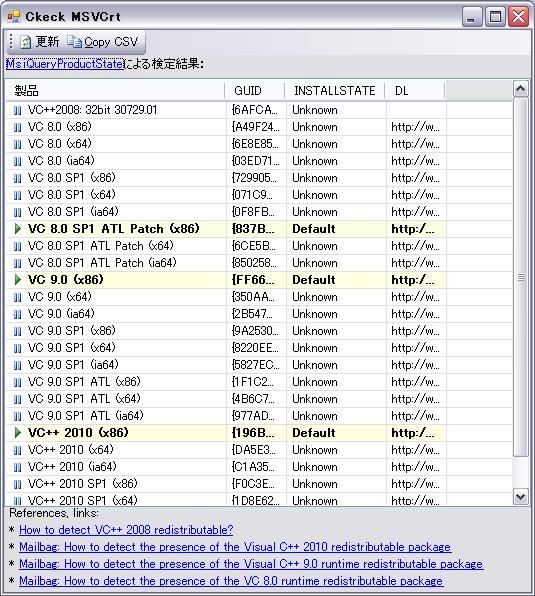 Ckeck MSVCrt
更新 Copy CSV
MsiQueryProductStateによる検定結果:
製品 GUID INSTALLSTATE DL
VC++2008: 32bit 30729.01 {6AFCA... Unknown
VC 8.0 (x86) {A49F24... Unknown http://w...
VC 8.0 (x64) {6E8E85... Unknown http://w...
VC 8.0 (ia64) {03ED71... Unknown http://w...
VC 8.0 SP1 (x86) {729905... Unknown http://w...
VC 8.0 SP1 (x64) {071C9... Unknown http://w...
VC 8.0 SP1 (ia64) {0F8FB... Unknown http://w...
VC 8.0 SP1 ATL Patch (x86) {837B... Default http:/...
VC 8.0 SP1 ATL Patch (x64) {6CE5B... Unknown http://w...
VC 8.0 SP1 ATL Patch (ia64) {850258... Unknown http://w...
VC 9.0 (x86) {FF66... Default http:/...
VC 9.0 (x64) {350AA... Unknown http://w...
VC 9.0 (ia64) {2B547... Unknown http://w...
VC 9.0 SP1 (x86) {9A2530... Unknown http://w...
VC 9.0 SP1 (x64) {8220EE... Unknown http://w...
VC 9.0 SP1 (ia64) {5827EC... Unknown http://w...
VC 9.0 SP1 ATL (x86) {1F1C2... Unknown http://w...
VC 9.0 SP1 ATL (x64) {4B6C7... Unknown http://w...
VC 9.0 SP1 ATL (ia64) {977AD... Unknown http://w...
VC++ 2010 (x86) {196B... Default http:/...
VC++ 2010 (x64) {DA5E3... Unknown http://w...
VC++ 2010 (ia64) {C1A35... Unknown http://w...
VC++ 2010 SP1 (x86) {F0C3E... Unknown http://w...
VC++ 2010 SP1 (x64) {1D8E62... Unknown http://w...
References, links:
* How to detect VC++ 2008 redistributable?
* Mailbag: How to detect the presence of the Visual C++ 2010 redistributable package
* Mailbag: How to detect the presence of the Visual C++ 9.0 runtime redistributable package
* Mailbag: How to detect the presence of the VC 8.0 runtime redistributable package